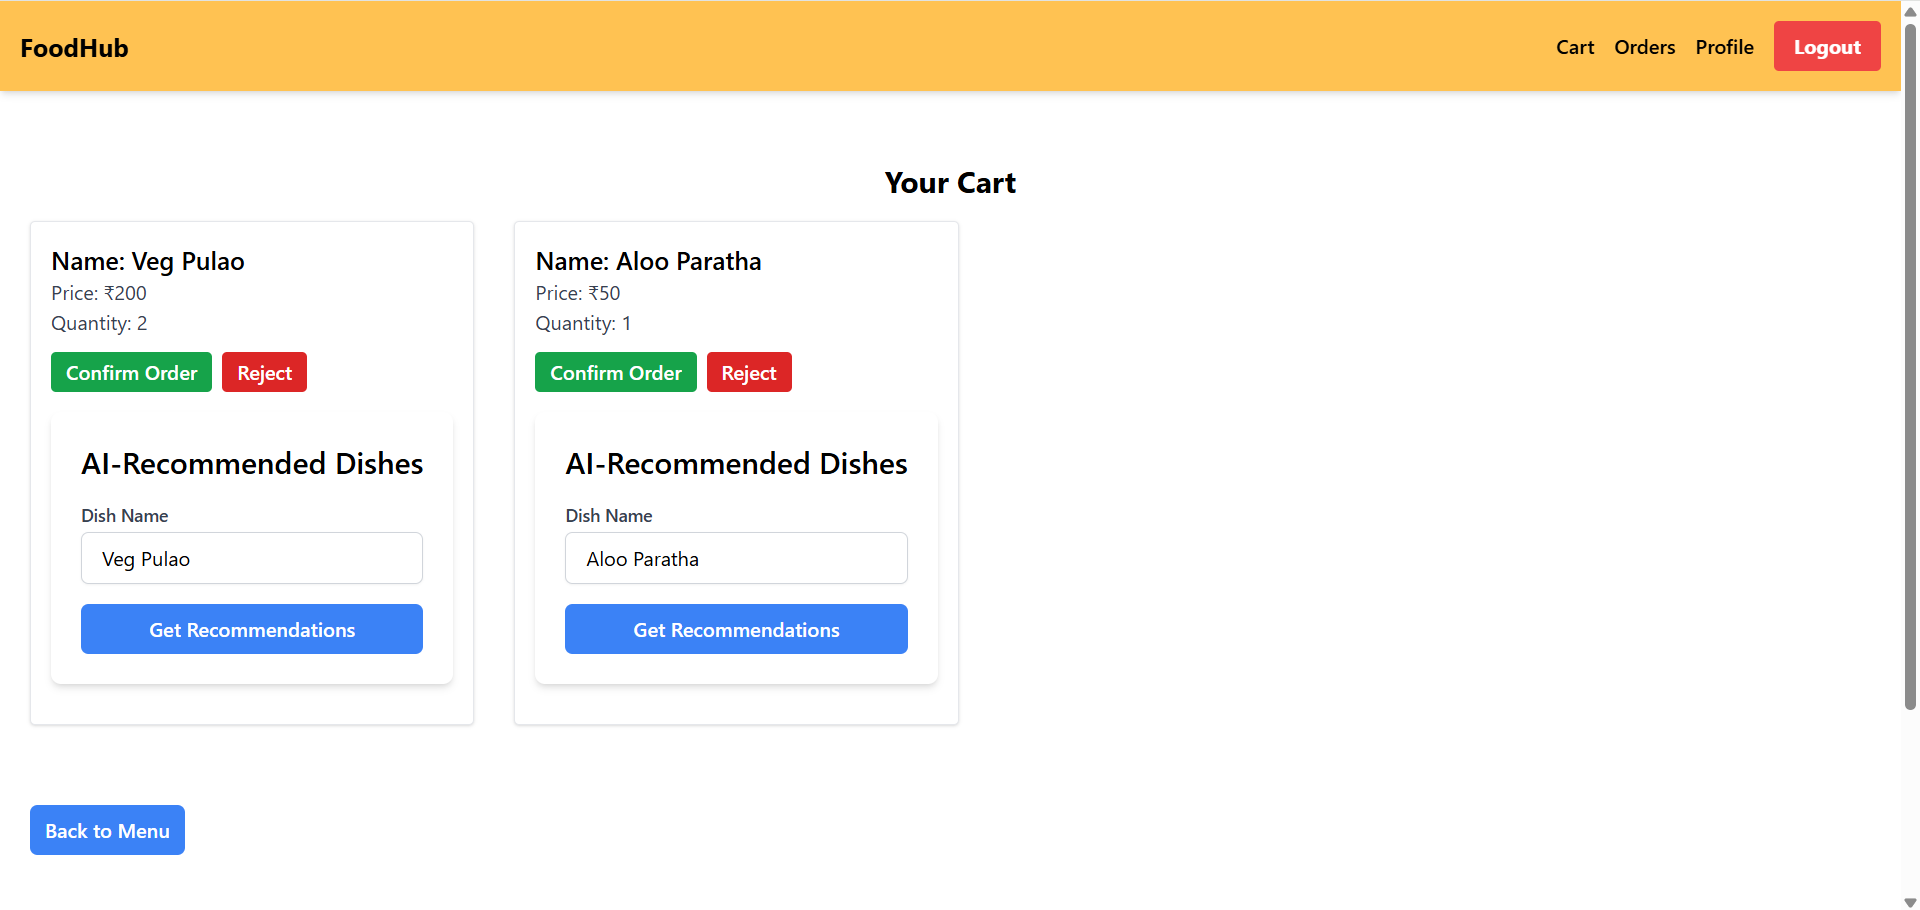 FoodHub
Cart Orders Profile Logout
Your Cart
Name: Veg Pulao
Price: ₹200
Quantity: 2
Confirm Order Reject
AI-Recommended Dishes
Dish Name
Veg Pulao
Get Recommendations
Name: Aloo Paratha
Price: ₹50
Quantity: 1
Confirm Order Reject
AI-Recommended Dishes
Dish Name
Aloo Paratha
Get Recommendations
Back to Menu